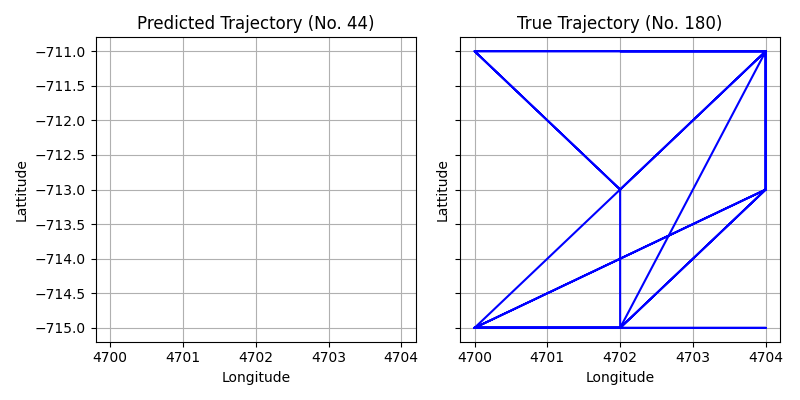 Predicted Trajectory (No. 44)
−711.0
−711.5
−712.0
−712.5
−713.0
−713.5
−714.0
−714.5
−715.0
Lattitude
4700 4701 4702 4703 4704
Longitude
True Trajectory (No. 180)
Lattitude
4700 4701 4702 4703 4704
Longitude